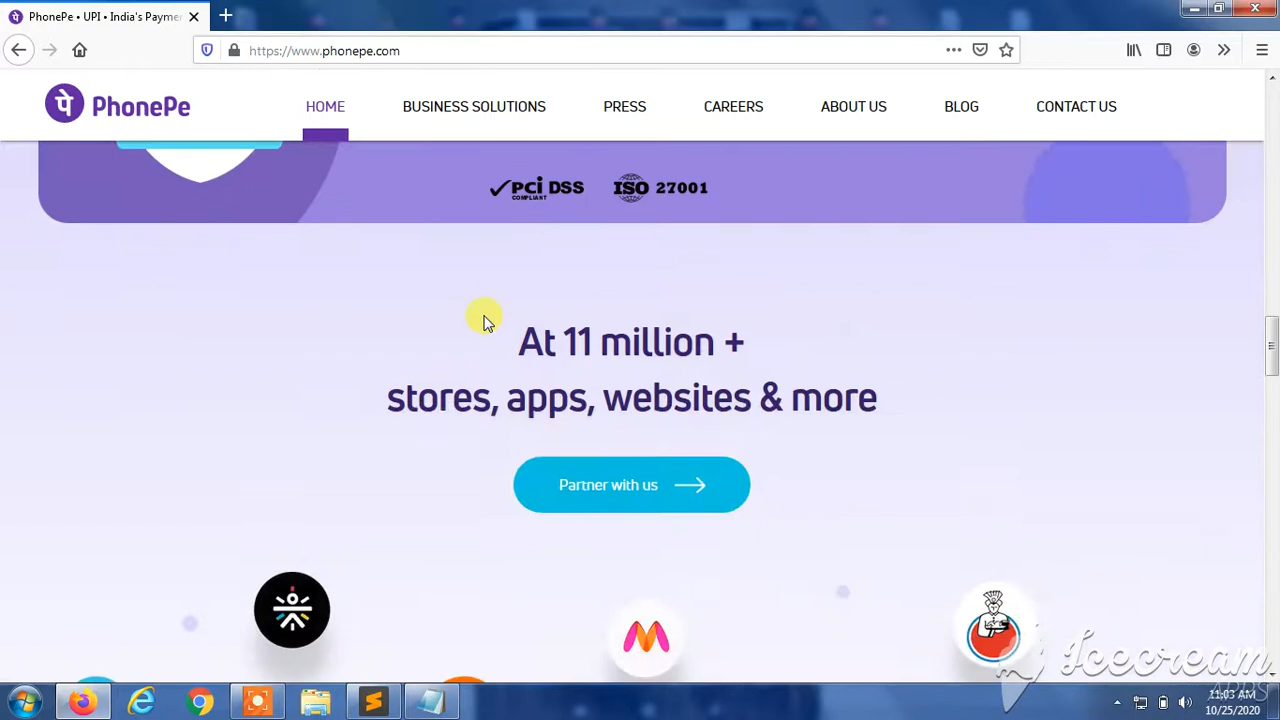 PhonePe • UPI • India's Payme
https://www.phonepe.com
पे PhonePe
HOME
BUSINESS SOLUTIONS
PRESS
CAREERS
ABOUT US
BLOG
CONTACT US
PCI DSS
COMPLIANT
ISO 27001
At 11 million +
stores, apps, websites & more
Partner with us
Icecream
APPS
11:03 AM
10/25/2020